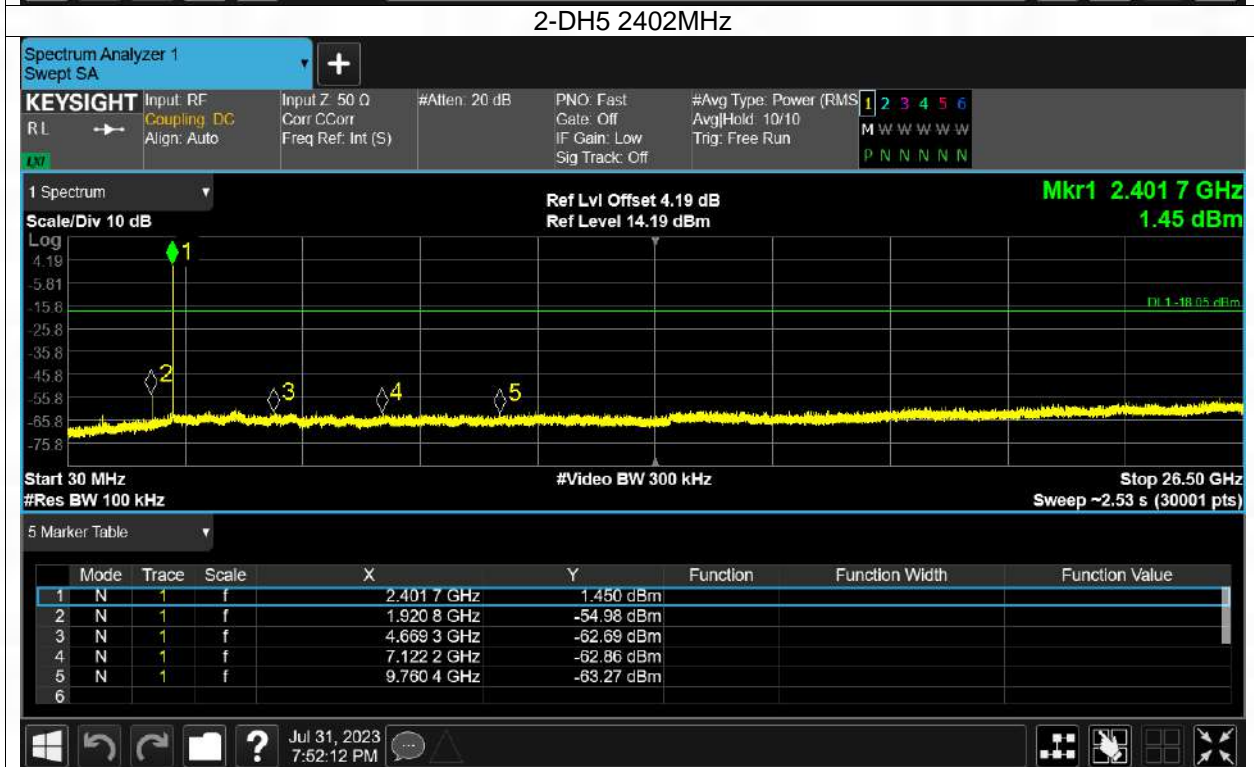 2-DH5 2402MHz
Spectrum Analyzer 1
Swept SA
+
KEYSIGHT Input: RF Input Z: 50 Ω #Atten: 20 dB PNO: Fast #Avg Type: Power (RMS 1 2 3 4 5 6
RL Coupling: DC Corr CCorr Gate: Off Avg|Hold: 10/10 M W W W W W
Align: Auto Freq Ref: Int (S) IF Gain: Low Trig: Free Run
LXI Sig Track: Off P N N N N N
1 Spectrum Ref Lvl Offset 4.19 dB Mkr1 2.401 7 GHz
Scale/Div 10 dB Ref Level 14.19 dBm 1.45 dBm
Log
1
4.19
-5.81
-15.8 DL1 -18.05 dBm
-25.8
-35.8
-45.8
2 3 4 5
-55.8
-65.8
-75.8
Start 30 MHz #Video BW 300 kHz Stop 26.50 GHz
#Res BW 100 kHz Sweep ~2.53 s (30001 pts)
5 Marker Table
Mode Trace Scale X Y Function Function Width Function Value
1 N 1 f 2.401 7 GHz 1.450 dBm
2 N 1 f 1.920 8 GHz -54.98 dBm
3 N 1 f 4.669 3 GHz -62.69 dBm
4 N 1 f 7.122 2 GHz -62.86 dBm
5 N 1 f 9.760 4 GHz -63.27 dBm
6
? Jul 31, 2023
7:52:12 PM